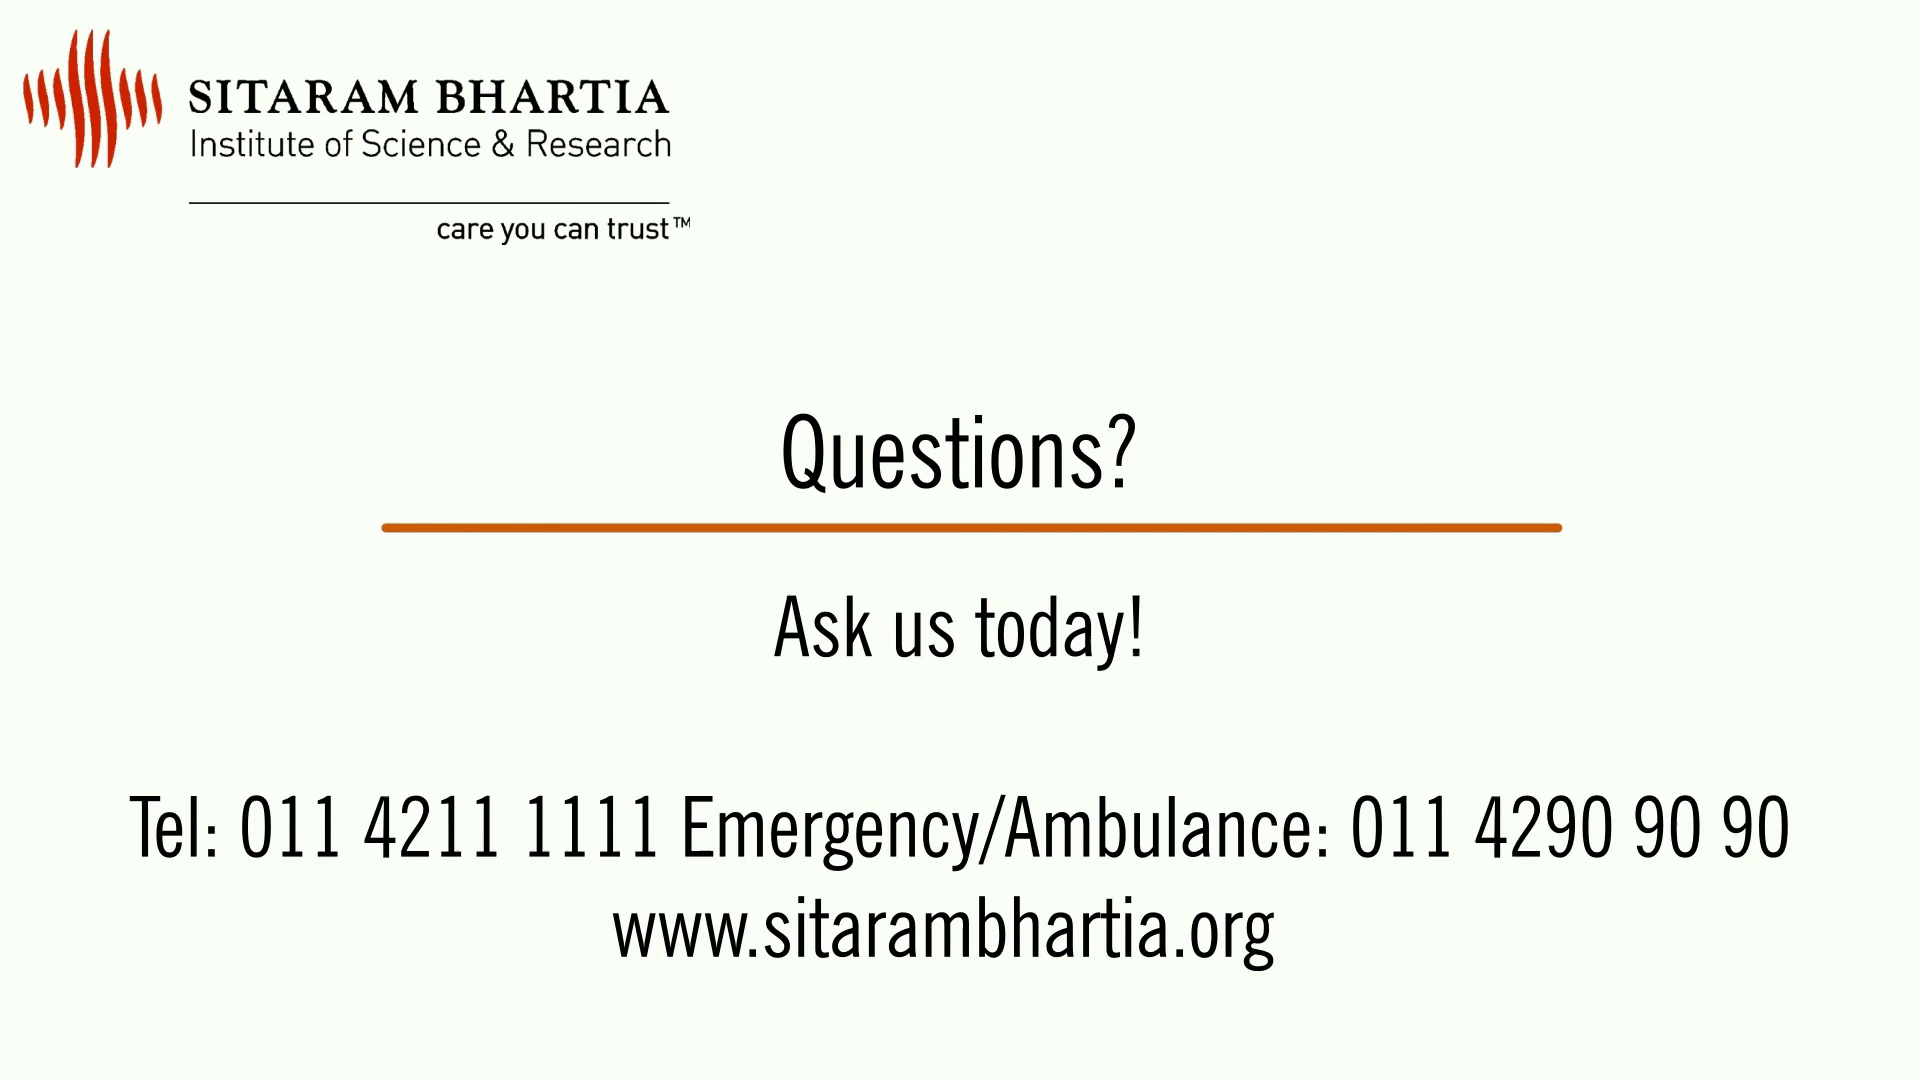 SITARAM BHARTIA
Institute of Science & Research
care you can trust™
Questions?
Ask us today!
Tel: 011 4211 1111 Emergency/Ambulance: 011 4290 90 90
www.sitarambhartia.org